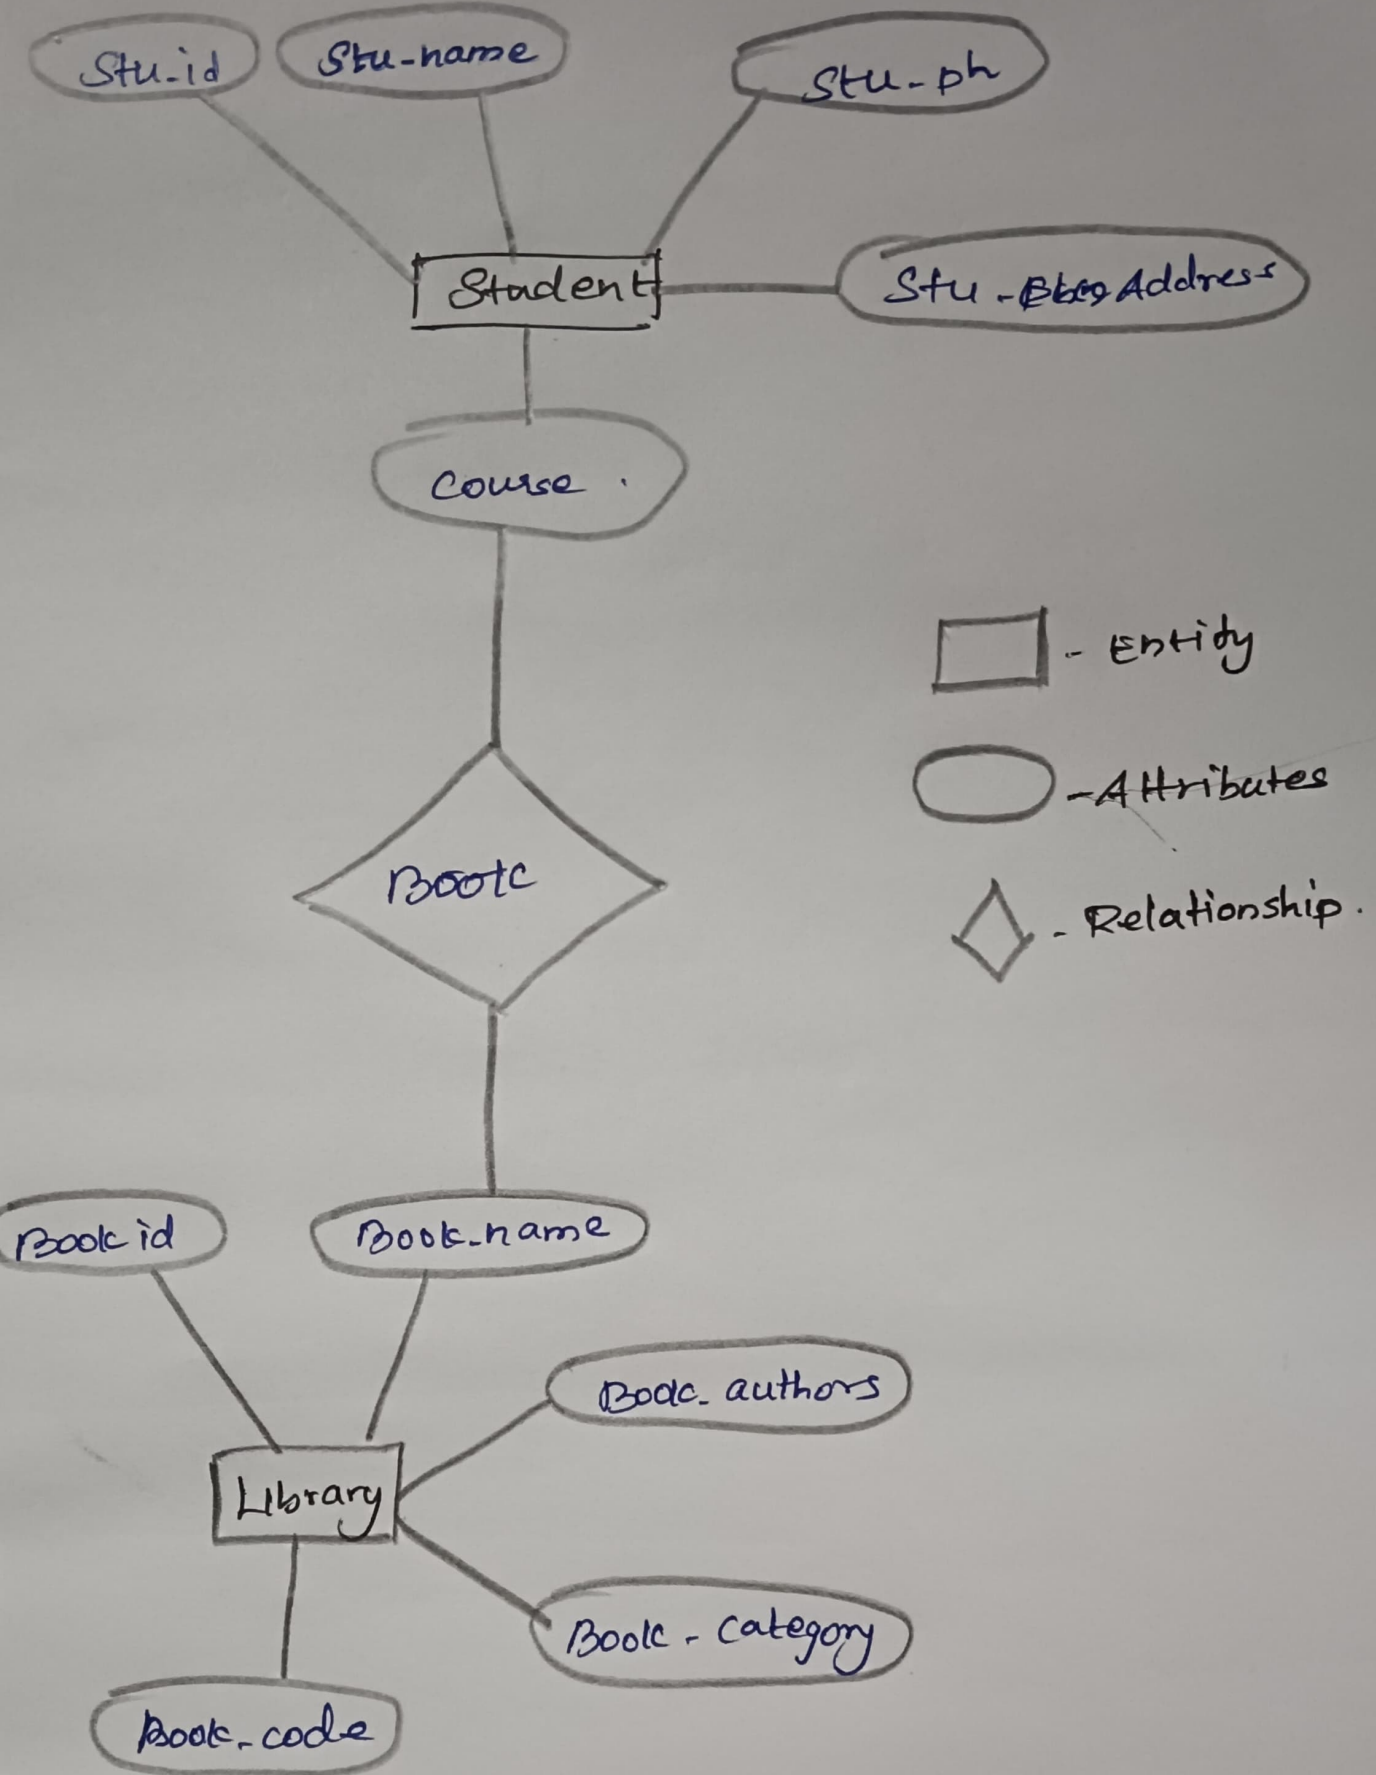 Stu-id
Stu-name
Stu-ph
Student
Stu - Address
Course .
- Entity
- Attributes
Book
- Relationship.
Book id
Book-name
Book-authors
Library
Book - Category
Book-code